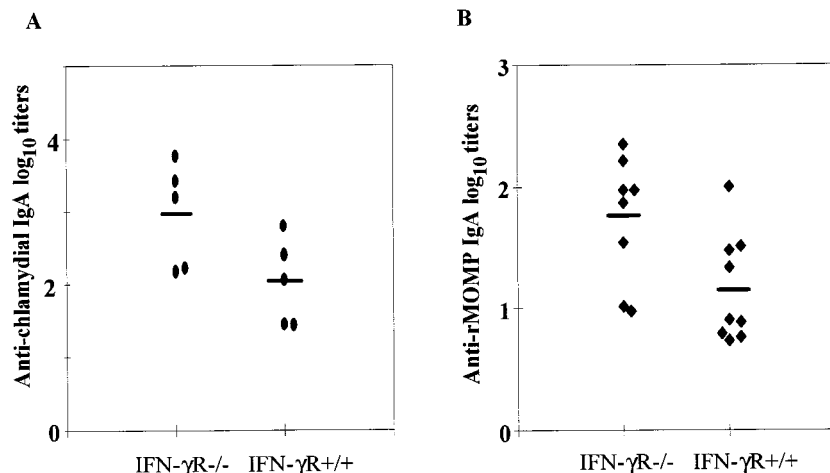 A
Anti-chlamydial IgA log10 titers
4
2
0
IFN-γR-/- IFN-γR+/+
B
Anti-rMOMP IgA log10 titers
3
2
1
0
IFN-γR-/- IFN-γR+/+